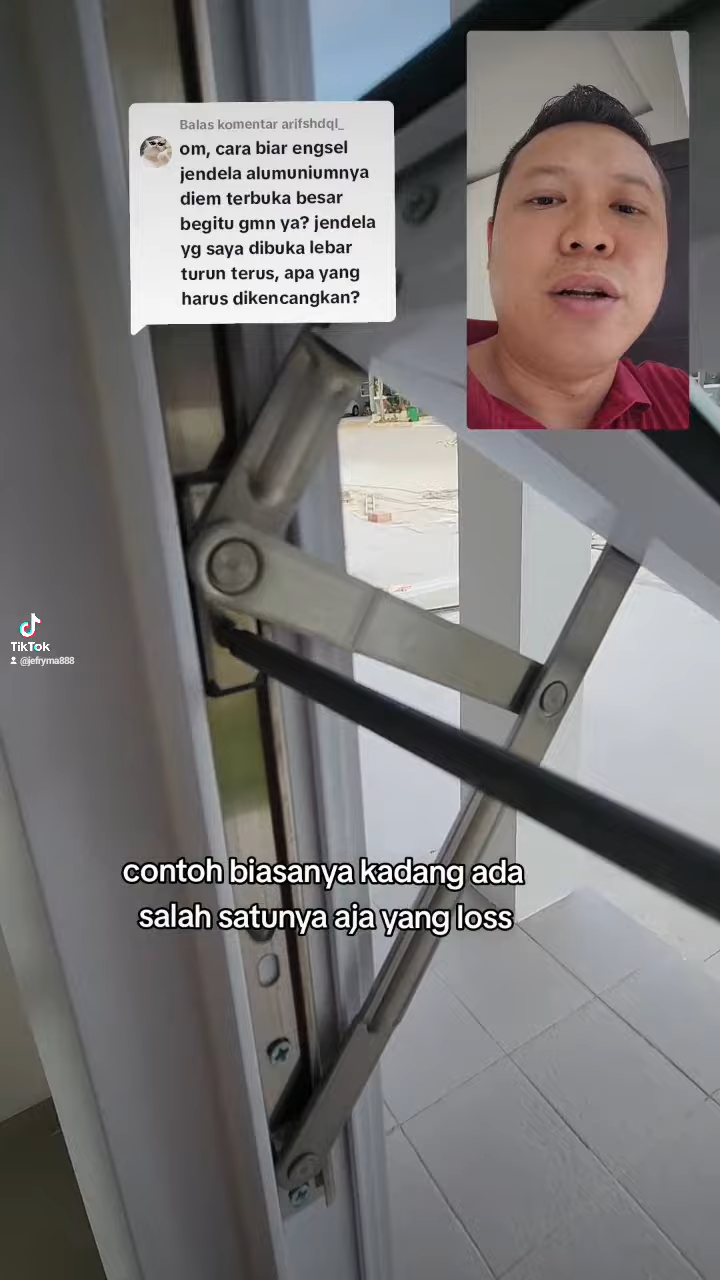 Balas komentar arifshdql_
om, cara biar engsel
jendela alumuniumnya
diem terbuka besar
begitu gmn ya? jendela
yg saya dibuka lebar
turun terus, apa yang
harus dikencangkan?
TikTok
@jefryma888
contoh biasanya kadang ada
salah satunya aja yang loss